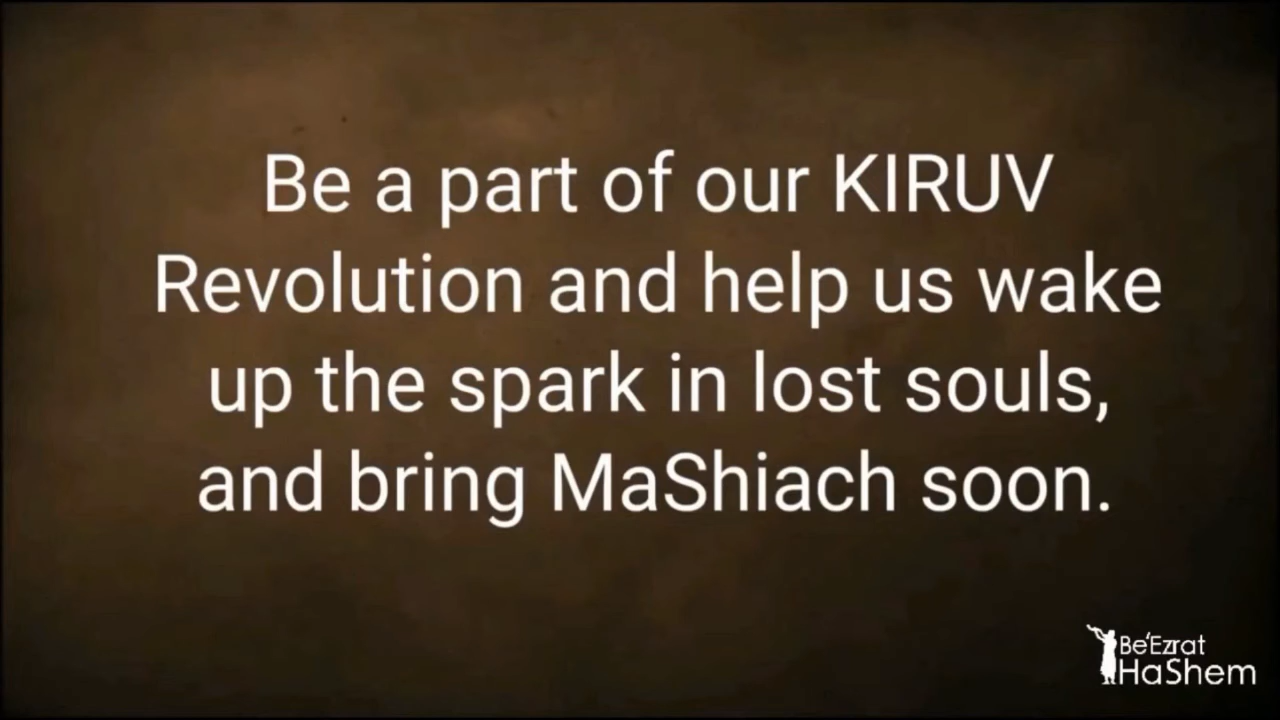 Be a part of our KIRUV
Revolution and help us wake
up the spark in lost souls,
and bring MaShiach soon.
Be'Ezrat
HaShem